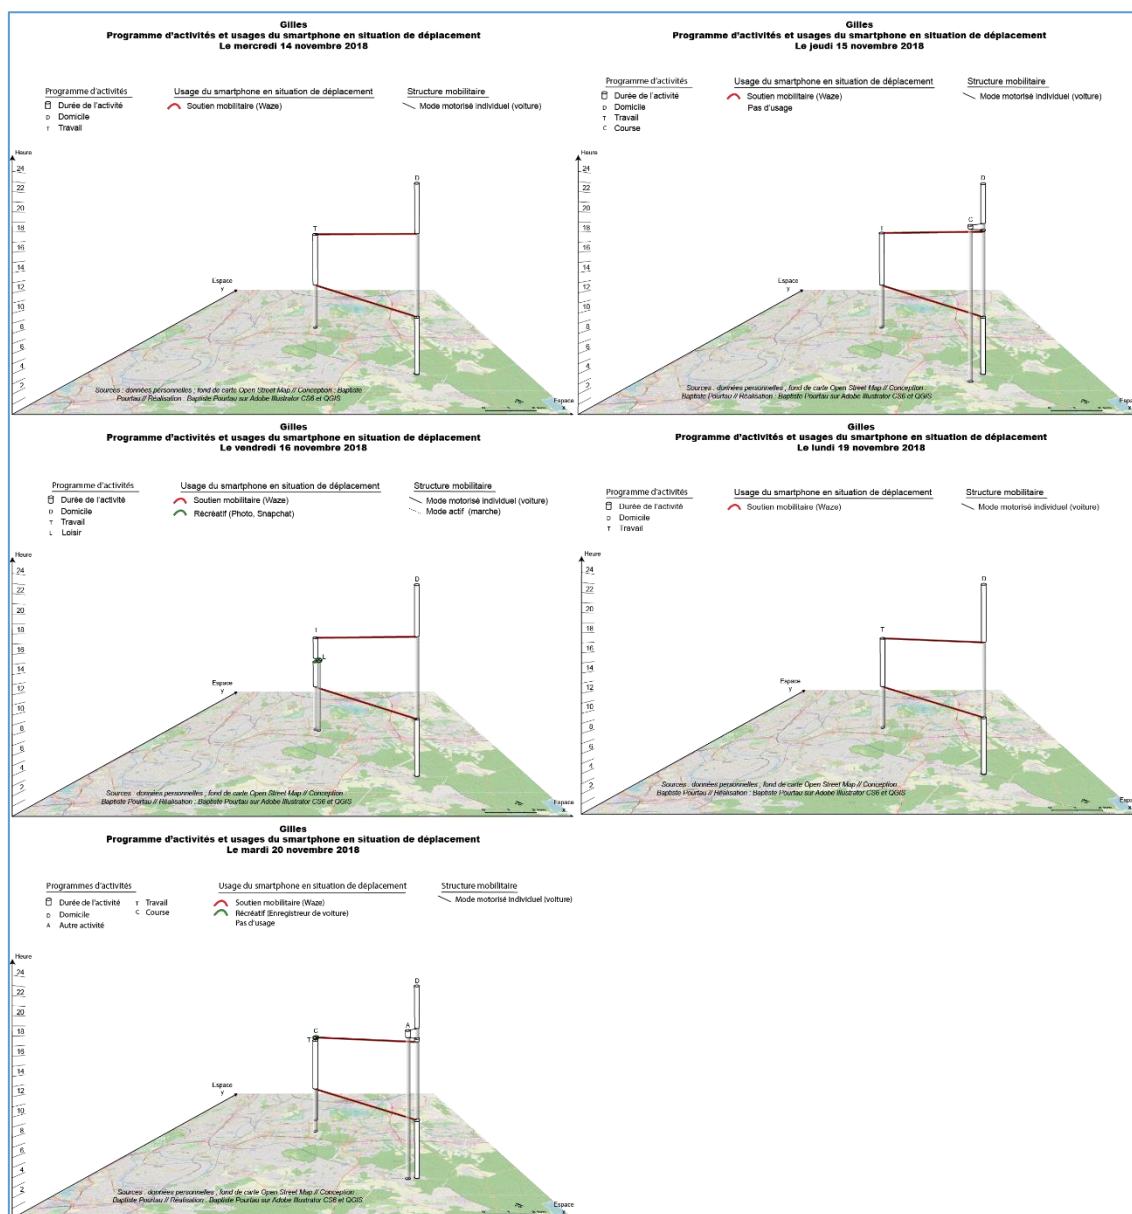 Gilles
Programme d'activités et usages du smartphone en situation de déplacement
Le mercredi 14 novembre 2018
Programme d'activités
Durée de l'activité
D Domicile
T Travail
Usage du smartphone en situation de déplacement
Soutien mobilitaire (Waze)
Structure mobilitaire
Mode motorisé individuel (voiture)
Heure
24
22
20
18
16
14
12
10
8
6
4
2
D
T
Espace
y
Sources : données personnelles ; fond de carte Open Street Map // Conception : Baptiste
Pourtau // Réalisation : Baptiste Pourtau sur Adobe Illustrator CS6 et QGIS
Espace
x
Gilles
Programme d'activités et usages du smartphone en situation de déplacement
Le jeudi 15 novembre 2018
Programme d'activités
Durée de l'activité
D Domicile
T Travail
C Course
Usage du smartphone en situation de déplacement
Soutien mobilitaire (Waze)
Pas d'usage
Structure mobilitaire
Mode motorisé individuel (voiture)
Heure
24
22
20
18
16
14
12
10
8
6
4
2
D
C
T
Espace
y
Sources : données personnelles ; fond de carte Open Street Map // Conception :
Baptiste Pourtau // Réalisation : Baptiste Pourtau sur Adobe Illustrator CS6 et QGIS
Espace
x
Gilles
Programme d'activités et usages du smartphone en situation de déplacement
Le vendredi 16 novembre 2018
Programme d'activités
Durée de l'activité
D Domicile
T Travail
L Loisir
Usage du smartphone en situation de déplacement
Soutien mobilitaire (Waze)
Récréatif (Photo, Snapchat)
Structure mobilitaire
Mode motorisé individuel (voiture)
Mode actif (marche)
Heure
24
22
20
18
16
14
12
10
8
6
4
2
D
T
L
Espace
y
Sources : données personnelles ; fond de carte Open Street Map // Conception :
Baptiste Pourtau // Réalisation : Baptiste Pourtau sur Adobe Illustrator CS6 et QGIS
Espace
x
Gilles
Programme d'activités et usages du smartphone en situation de déplacement
Le lundi 19 novembre 2018
Programme d'activités
Durée de l'activité
D Domicile
T Travail
Usage du smartphone en situation de déplacement
Soutien mobilitaire (Waze)
Structure mobilitaire
Mode motorisé individuel (voiture)
Heure
24
22
20
18
16
14
12
10
8
6
4
2
D
T
Espace
y
Sources : données personnelles ; fond de carte Open Street Map // Conception :
Baptiste Pourtau // Réalisation : Baptiste Pourtau sur Adobe Illustrator CS6 et QGIS
Espace
x
Gilles
Programme d'activités et usages du smartphone en situation de déplacement
Le mardi 20 novembre 2018
Programmes d'activités
Durée de l'activité T Travail
D Domicile C Course
A Autre activité
Usage du smartphone en situation de déplacement
Soutien mobilitaire (Waze)
Récréatif (Enregistreur de voiture)
Pas d'usage
Structure mobilitaire
Mode motorisé individuel (voiture)
Heure
24
22
20
18
16
14
12
10
8
6
4
2
D
A
C
T
Espace
y
Sources : données personnelles ; fond de carte Open Street Map // Conception :
Baptiste Pourtau // Réalisation : Baptiste Pourtau sur Adobe Illustrator CS6 et QGIS
Espace
x